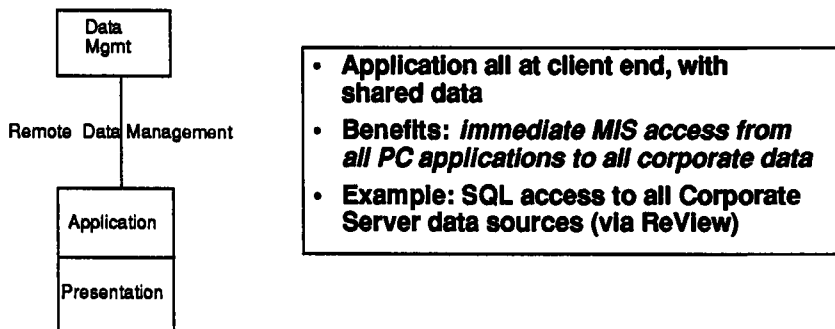 Data
Mgmt
Remote Data Management
Application
Presentation
• Application all at client end, with
shared data
• Benefits: immediate MIS access from
all PC applications to all corporate data
• Example: SQL access to all Corporate
Server data sources (via ReView)